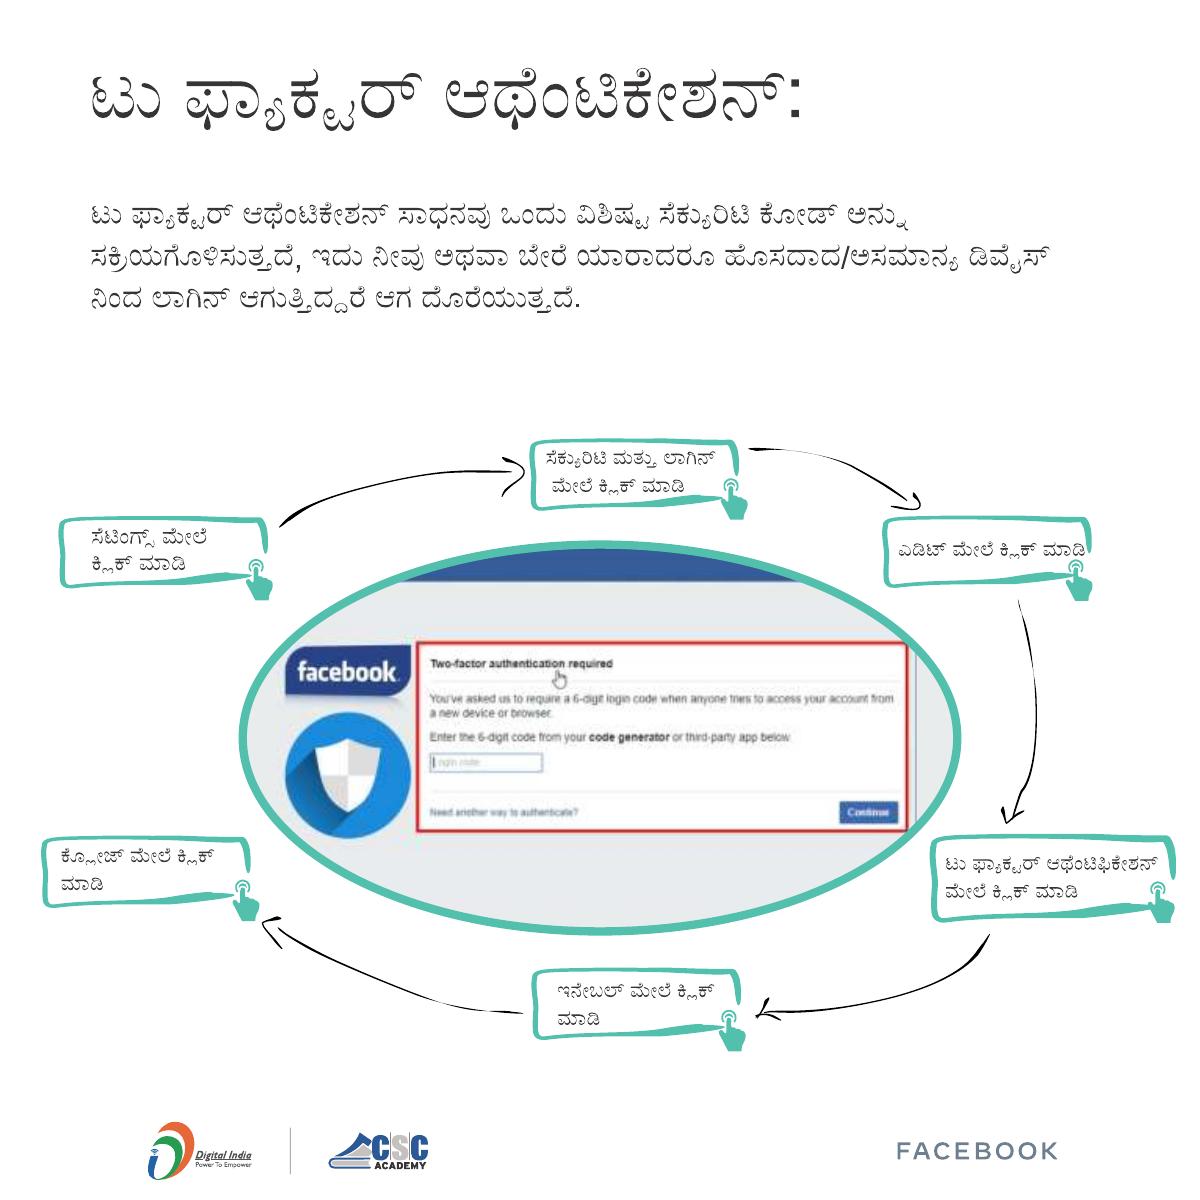 ಟು ಫ್ಯಾಕ್ಟರ್ ಆಥೆಂಟಿಕೇಶನ್:
ಟು ಫ್ಯಾಕ್ಟರ್ ಆಥೆಂಟಿಕೇಶನ್ ಸಾಧನವು ಒಂದು ವಿಶಿಷ್ಟ ಸೆಕ್ಯುರಿಟಿ ಕೋಡ್ ಅನ್ನು
ಸಕ್ರಿಯಗೊಳಿಸುತ್ತದೆ, ಇದು ನೀವು ಅಥವಾ ಬೇರೆ ಯಾರಾದರೂ ಹೊಸದಾದ/ಅಸಮಾನ್ಯ ಡಿವೈಸ್
ನಿಂದ ಲಾಗಿನ್ ಆಗುತ್ತಿದ್ದರೆ ಆಗ ದೊರೆಯುತ್ತದೆ.
ಸೆಟಿಂಗ್ಸ್ ಮೇಲೆ
ಕ್ಲಿಕ್ ಮಾಡಿ
ಸೆಕ್ಯುರಿಟಿ ಮತ್ತು ಲಾಗಿನ್
ಮೇಲೆ ಕ್ಲಿಕ್ ಮಾಡಿ
ಎಡಿಟ್ ಮೇಲೆ ಕ್ಲಿಕ್ ಮಾಡಿ
ಟು ಫ್ಯಾಕ್ಟರ್ ಆಥೆಂಟಿಫಿಕೇಶನ್
ಮೇಲೆ ಕ್ಲಿಕ್ ಮಾಡಿ
ಇನೇಬಲ್ ಮೇಲೆ ಕ್ಲಿಕ್
ಮಾಡಿ
ಕ್ಲೋಜ್ ಮೇಲೆ ಕ್ಲಿಕ್
ಮಾಡಿ
facebook
Two-factor authentication required
You've asked us to require a 6-digit login code when anyone tries to access your account from
a new device or browser.
Enter the 6-digit code from your code generator or third-party app below.
login code
Need another way to authenticate?
Continue
Digital India
Power To Empower
CSC
ACADEMY
FACEBOOK